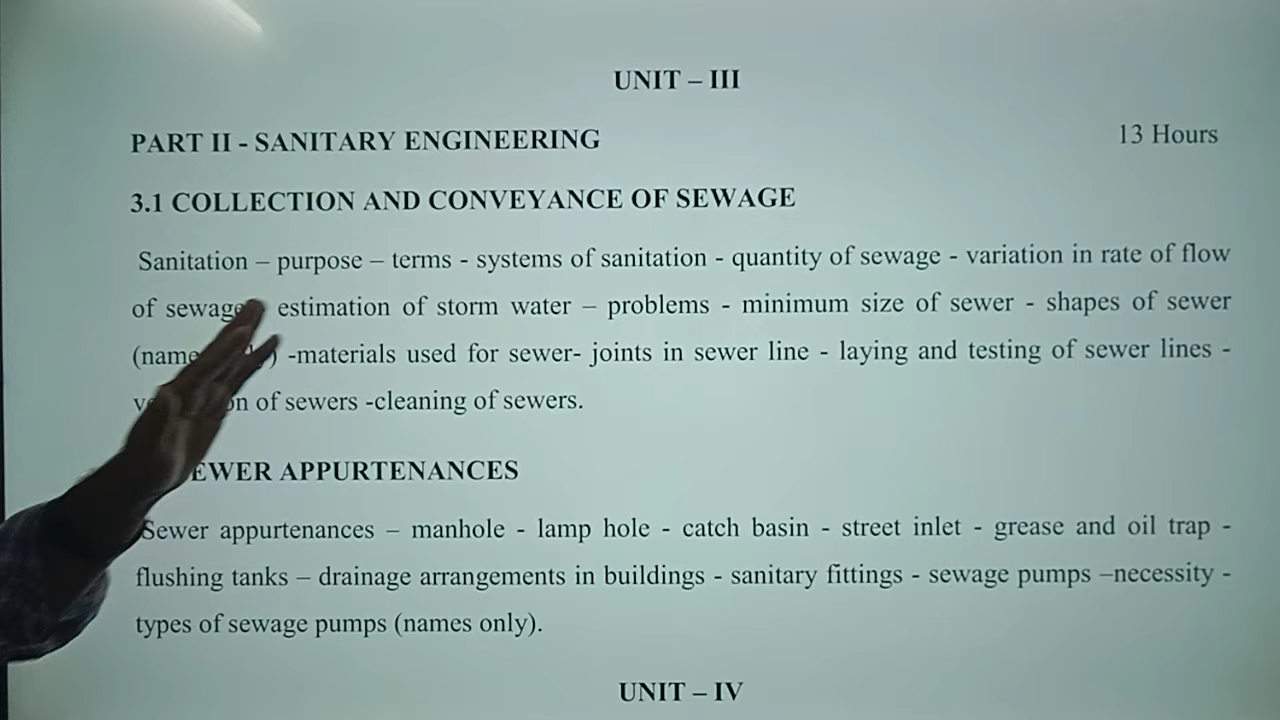 UNIT – III
PART II - SANITARY ENGINEERING 13 Hours
3.1 COLLECTION AND CONVEYANCE OF SEWAGE
Sanitation – purpose – terms - systems of sanitation - quantity of sewage - variation in rate of flow
of sewage estimation of storm water – problems - minimum size of sewer - shapes of sewer
-materials used for sewer- joints in sewer line - laying and testing of sewer lines -
of sewers -cleaning of sewers.
SEWER APPURTENANCES
Sewer appurtenances – manhole - lamp hole - catch basin - street inlet - grease and oil trap -
flushing tanks – drainage arrangements in buildings - sanitary fittings - sewage pumps –necessity -
types of sewage pumps (names only).
UNIT – IV